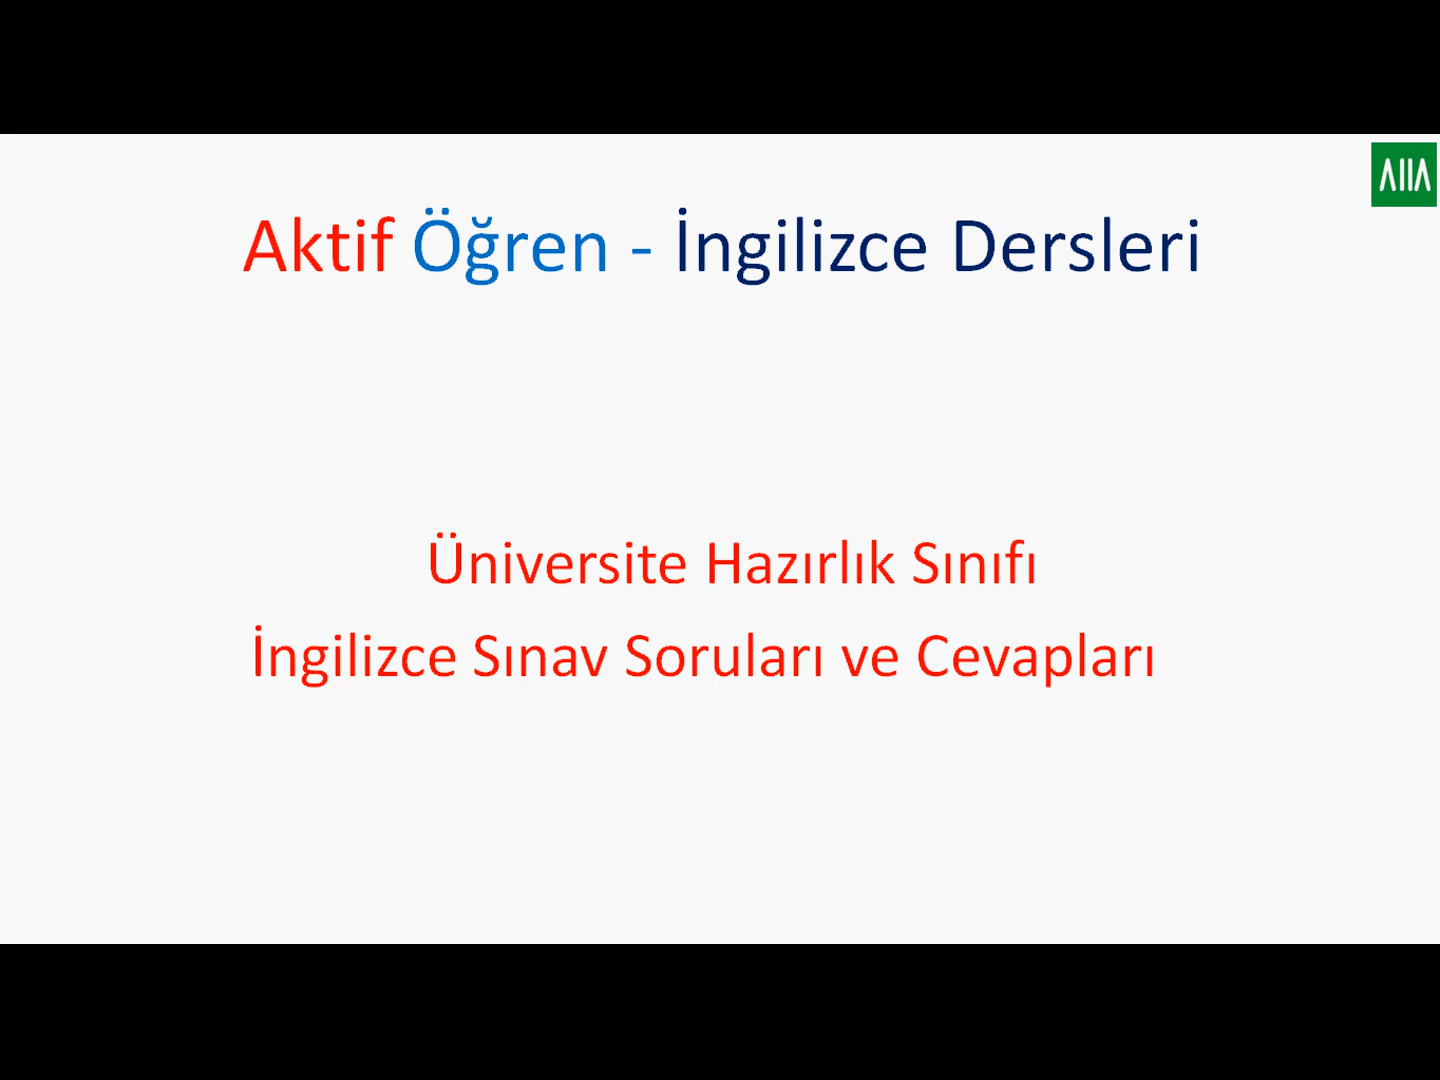 Aktif Öğren - İngilizce Dersleri
Üniversite Hazırlık Sınıfı
İngilizce Sınav Soruları ve Cevapları